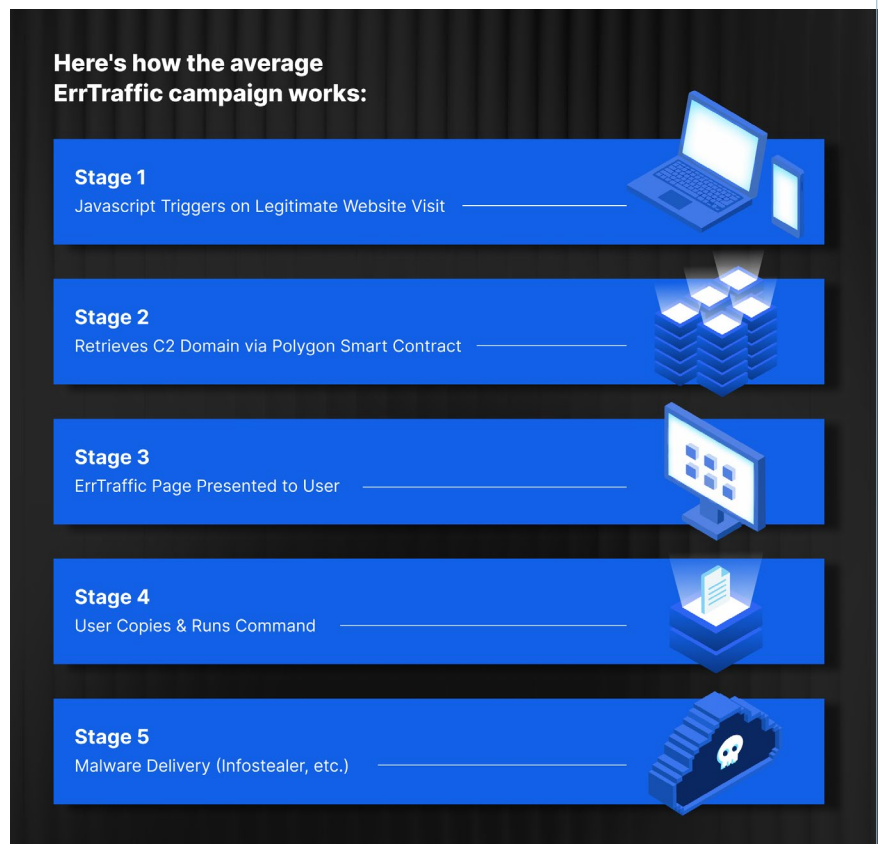 Here's how the average
ErrTraffic campaign works:
Stage 1
Javascript Triggers on Legitimate Website Visit
Stage 2
Retrieves C2 Domain via Polygon Smart Contract
Stage 3
ErrTraffic Page Presented to User
Stage 4
User Copies & Runs Command
Stage 5
Malware Delivery (Infostealer, etc.)